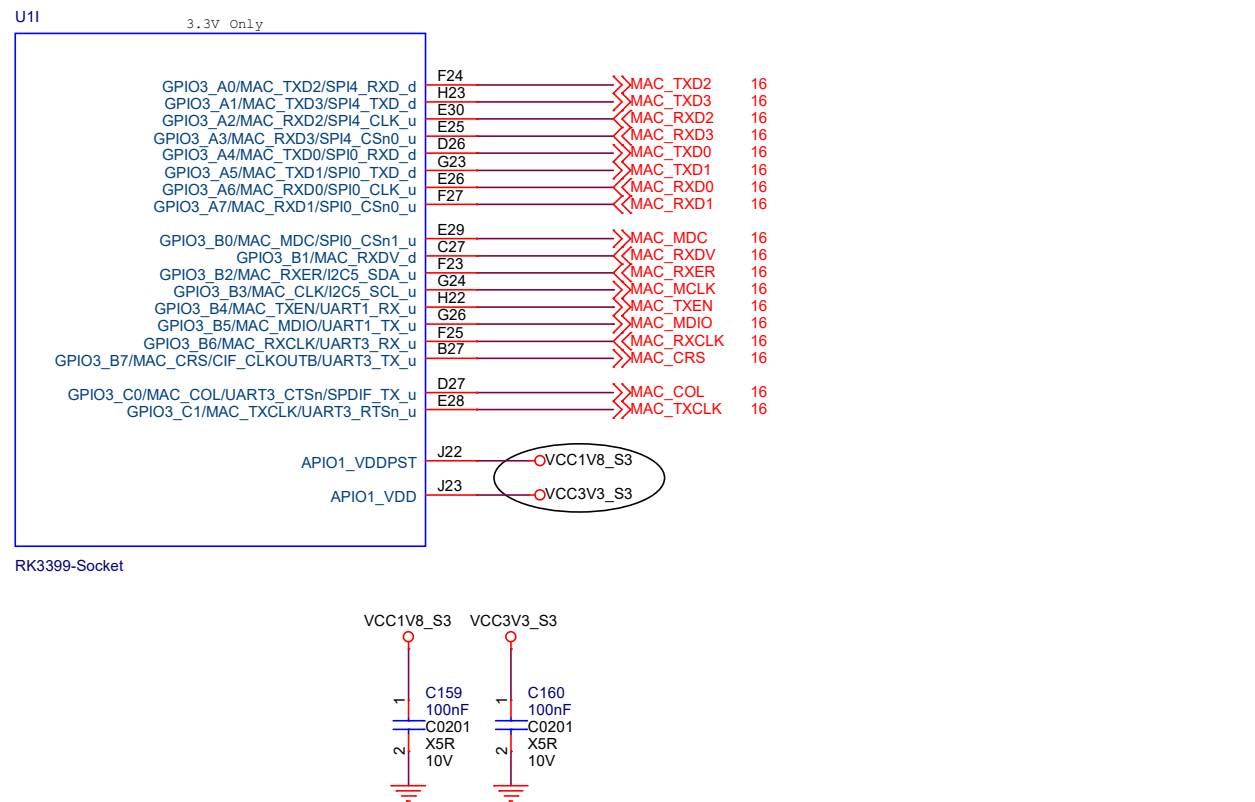 U1I
3.3V Only
GPIO3_A0/MAC_TXD2/SPI4_RXD_d F24 MAC_TXD2 16
GPIO3_A1/MAC_TXD3/SPI4_TXD_d H23 MAC_TXD3 16
GPIO3_A2/MAC_RXD2/SPI4_CLK_u E30 MAC_RXD2 16
GPIO3_A3/MAC_RXD3/SPI4_CSn0_u E25 MAC_RXD3 16
GPIO3_A4/MAC_TXD0/SPI0_RXD_d D26 MAC_TXD0 16
GPIO3_A5/MAC_TXD1/SPI0_TXD_d G23 MAC_TXD1 16
GPIO3_A6/MAC_RXD0/SPI0_CLK_u E26 MAC_RXD0 16
GPIO3_A7/MAC_RXD1/SPI0_CSn0_u F27 MAC_RXD1 16
GPIO3_B0/MAC_MDC/SPI0_CSn1_u E29 MAC_MDC 16
GPIO3_B1/MAC_RXDV_d C27 MAC_RXDV 16
GPIO3_B2/MAC_RXER/I2C5_SDA_u F23 MAC_RXER 16
GPIO3_B3/MAC_CLK/I2C5_SCL_u G24 MAC_MCLK 16
GPIO3_B4/MAC_TXEN/UART1_RX_u H22 MAC_TXEN 16
GPIO3_B5/MAC_MDIO/UART1_TX_u G26 MAC_MDIO 16
GPIO3_B6/MAC_RXCLK/UART3_RX_u F25 MAC_RXCLK 16
GPIO3_B7/MAC_CRS/CIF_CLKOUTB/UART3_TX_u B27 MAC_CRS 16
GPIO3_C0/MAC_COL/UART3_CTSn/SPDIF_TX_u D27 MAC_COL 16
GPIO3_C1/MAC_TXCLK/UART3_RTSn_u E28 MAC_TXCLK 16
APIO1_VDDPST J22 VCC1V8_S3
APIO1_VDD J23 VCC3V3_S3
RK3399-Socket
VCC1V8_S3 VCC3V3_S3
1 C159 1 C160
100nF 100nF
C0201 C0201
2 X5R 2 X5R
10V 10V